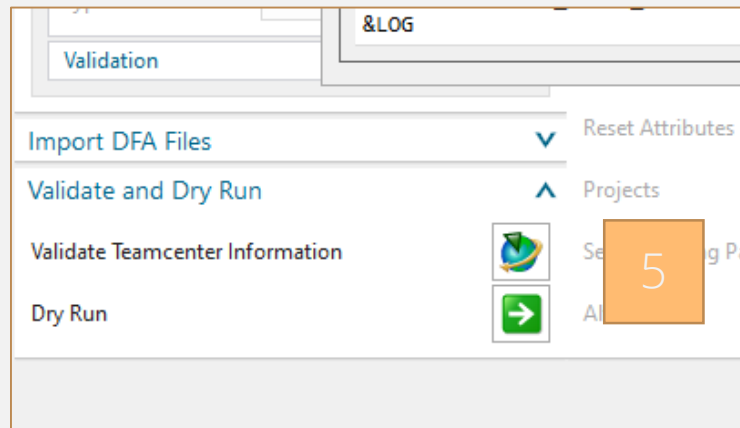 &LOG
Validation
Import DFA Files
Reset Attributes
Validate and Dry Run
Projects
Validate Teamcenter Information
5
Dry Run